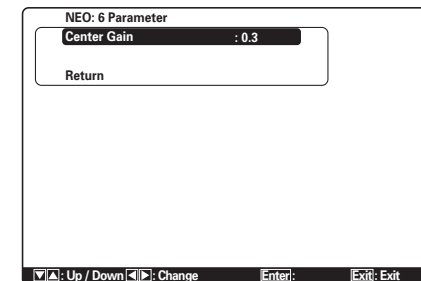 NEO: 6 Parameter
Center Gain : 0.3
Return
▼▲: Up / Down ◀▶: Change Enter: Exit: Exit